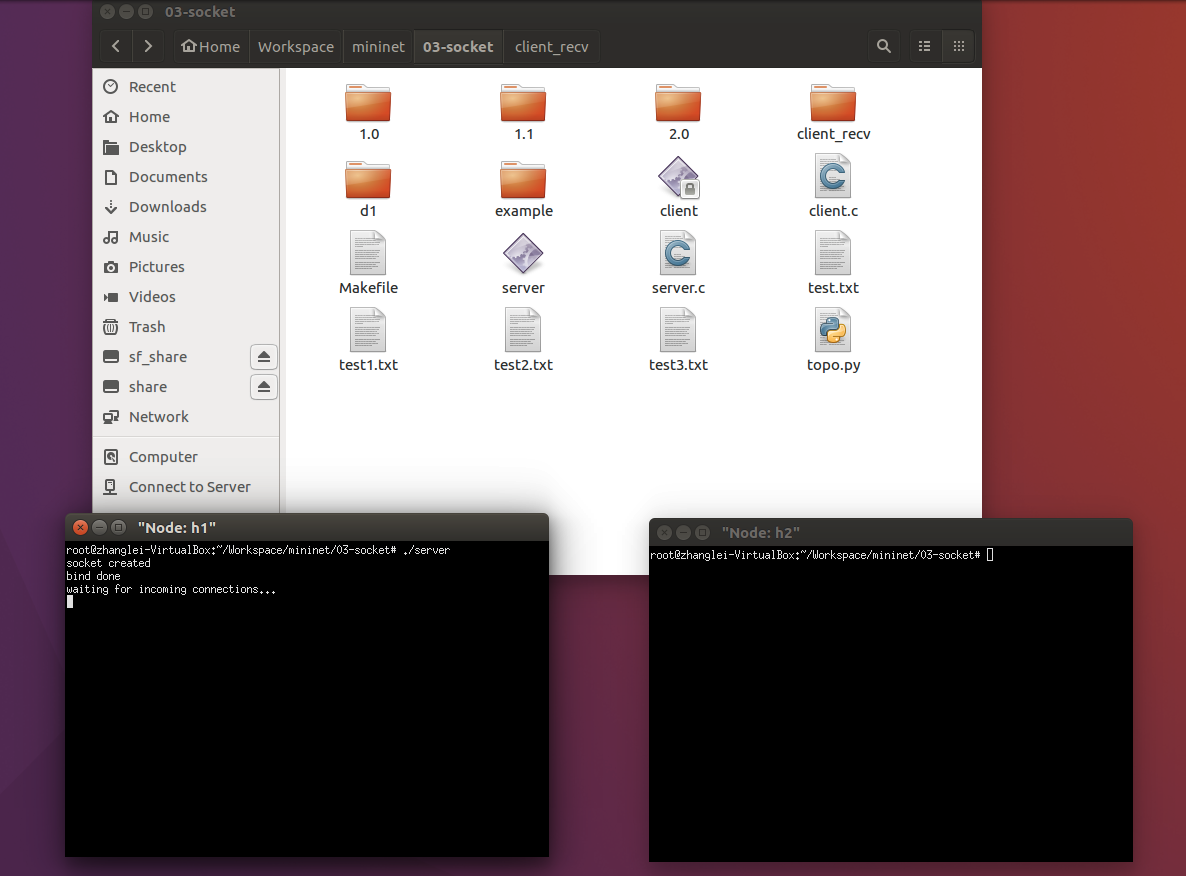 03-socket
Home Workspace mininet 03-socket client_recv
Recent
Home
Desktop
Documents
Downloads
Music
Pictures
Videos
Trash
sf_share
share
Network
Computer
Connect to Server
1.0 1.1 2.0 client_recv
d1 example client client.c
Makefile server server.c test.txt
test1.txt test2.txt test3.txt topo.py
"Node: h1"
root@zhanglei-VirtualBox:~/Workspace/mininet/03-socket# ./server
socket created
bind done
waiting for incoming connections...
"Node: h2"
root@zhanglei-VirtualBox:~/Workspace/mininet/03-socket#